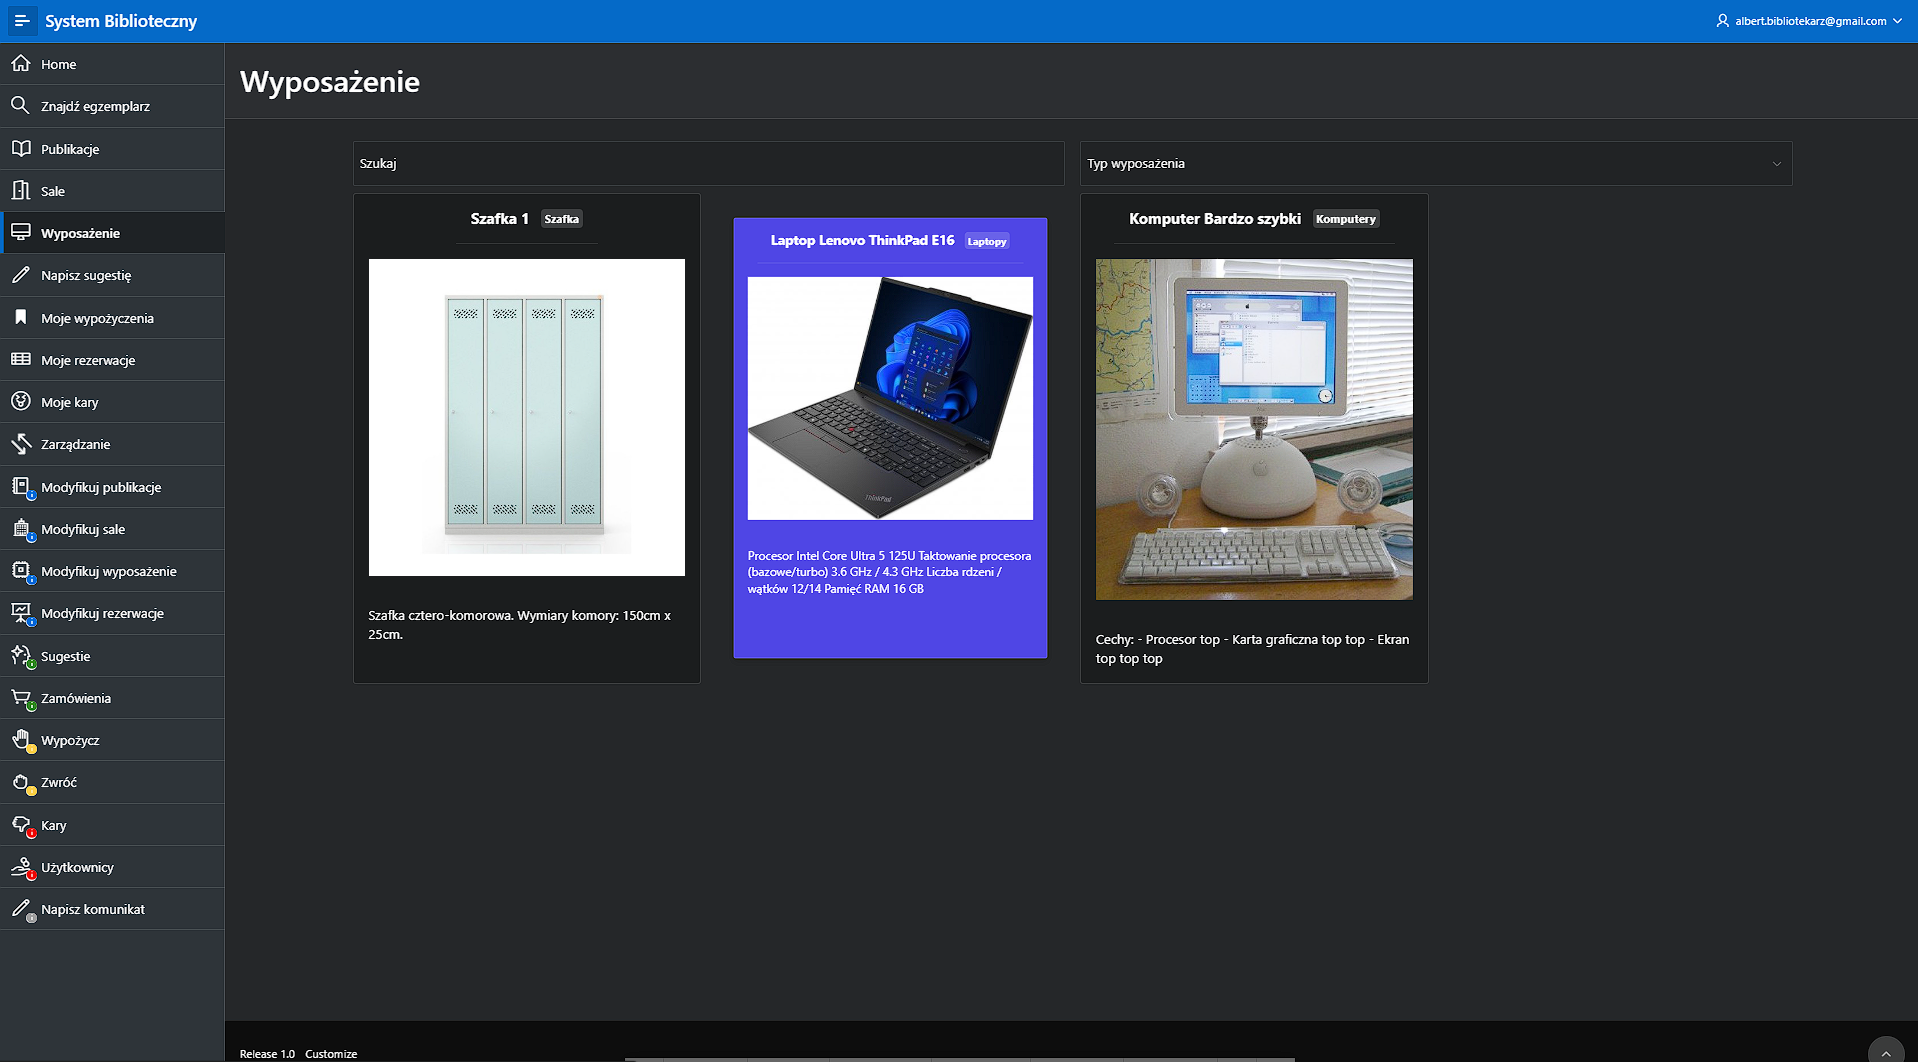 System Biblioteczny
albert.bibliotekarz@gmail.com
Home
Znajdź egzemplarz
Publikacje
Sale
Wyposażenie
Napisz sugestię
Moje wypożyczenia
Moje rezerwacje
Moje kary
Zarządzanie
Modyfikuj publikacje
Modyfikuj sale
Modyfikuj wyposażenie
Modyfikuj rezerwacje
Sugestie
Zamówienia
Wypożycz
Zwróć
Kary
Użytkownicy
Napisz komunikat
Wyposażenie
Szukaj
Typ wyposażenia
Szafka 1 Szafka
Szafka cztero-komorowa. Wymiary komory: 150cm x
25cm.
Laptop Lenovo ThinkPad E16 Laptopy
ThinkPad
Procesor Intel Core Ultra 5 125U Taktowanie procesora
(bazowe/turbo) 3.6 GHz / 4.3 GHz Liczba rdzeni /
wątków 12/14 Pamięć RAM 16 GB
Komputer Bardzo szybki Komputery
Cechy: - Procesor top - Karta graficzna top top - Ekran
top top top
Release 1.0 Customize